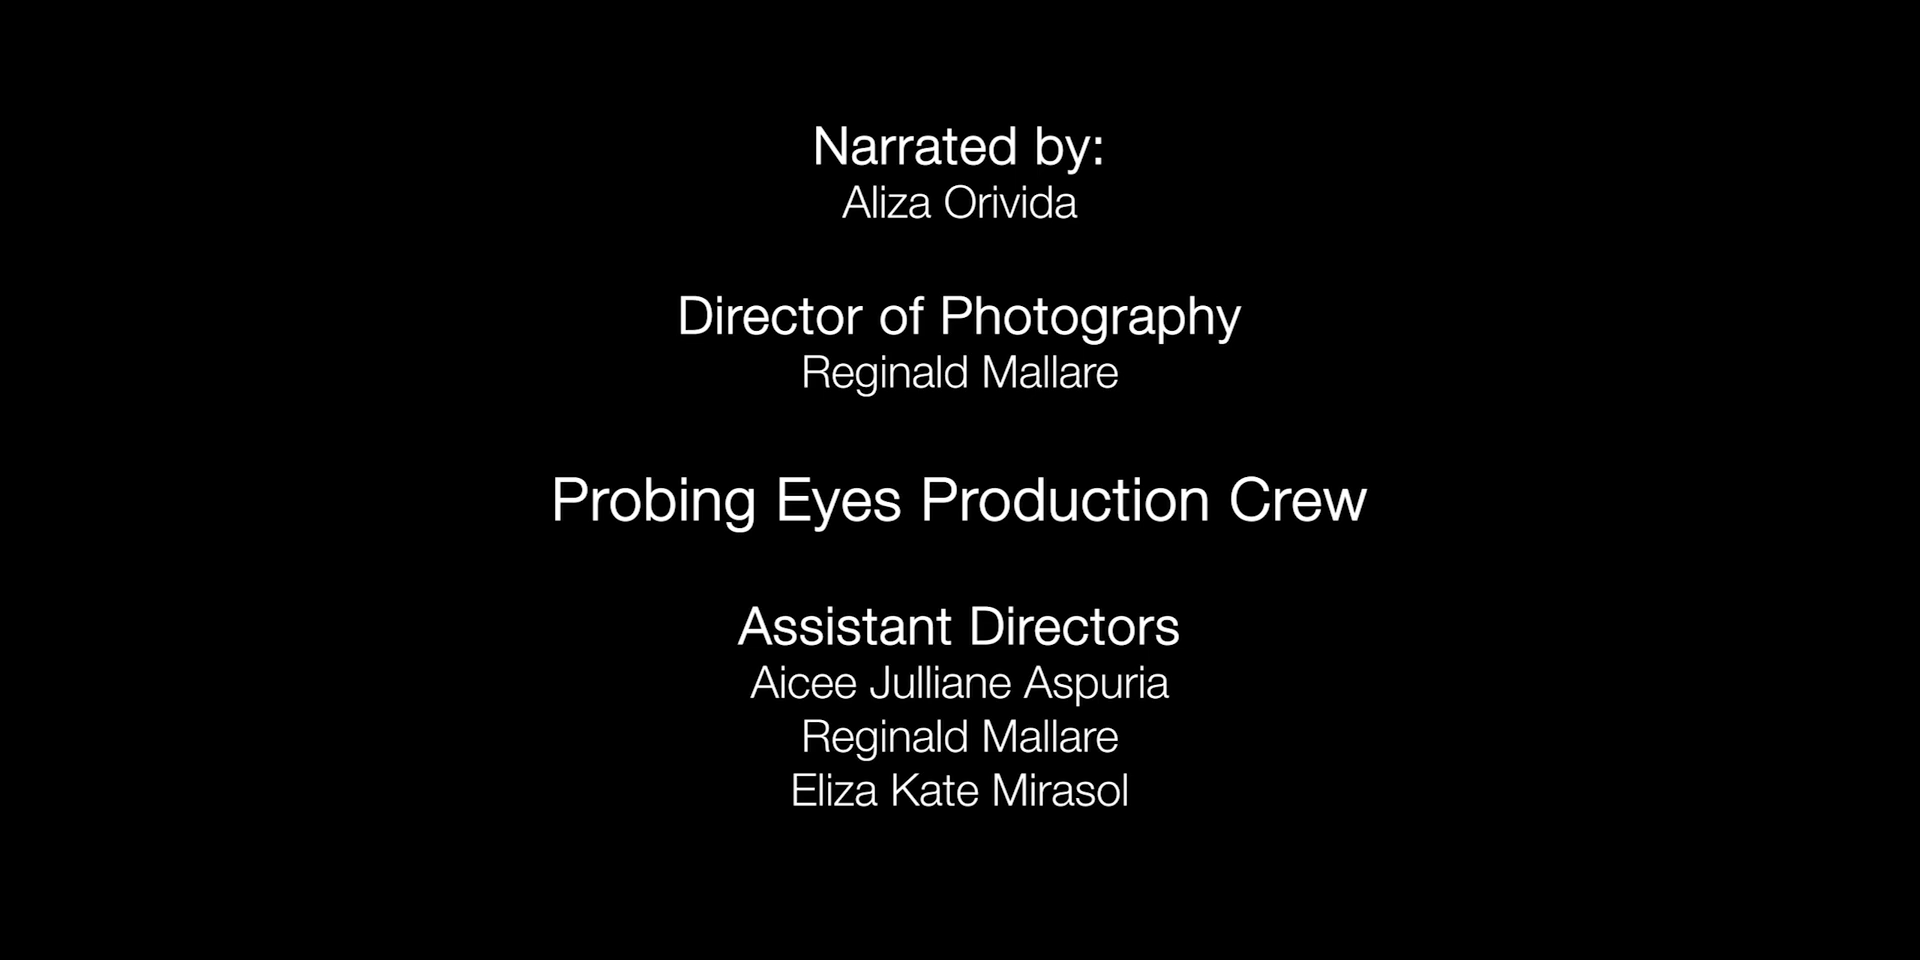 Narrated by:
Aliza Orivida
Director of Photography
Reginald Mallare
Probing Eyes Production Crew
Assistant Directors
Aicee Julliane Aspuria
Reginald Mallare
Eliza Kate Mirasol